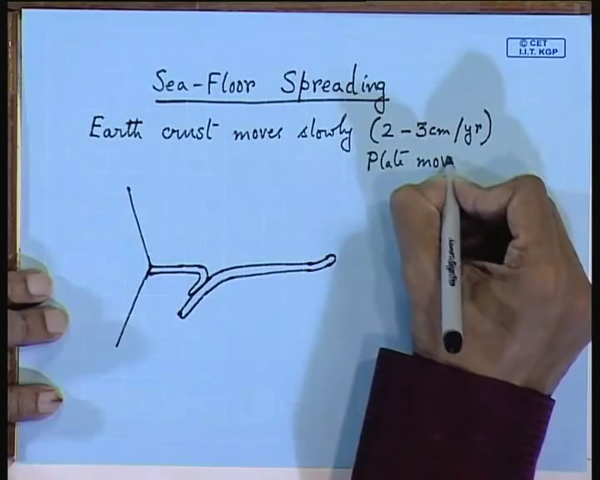 © CET
I.I.T. KGP
Sea-Floor Spreading
Earth crust moves slowly (2-3cm/yr)
Plate mov